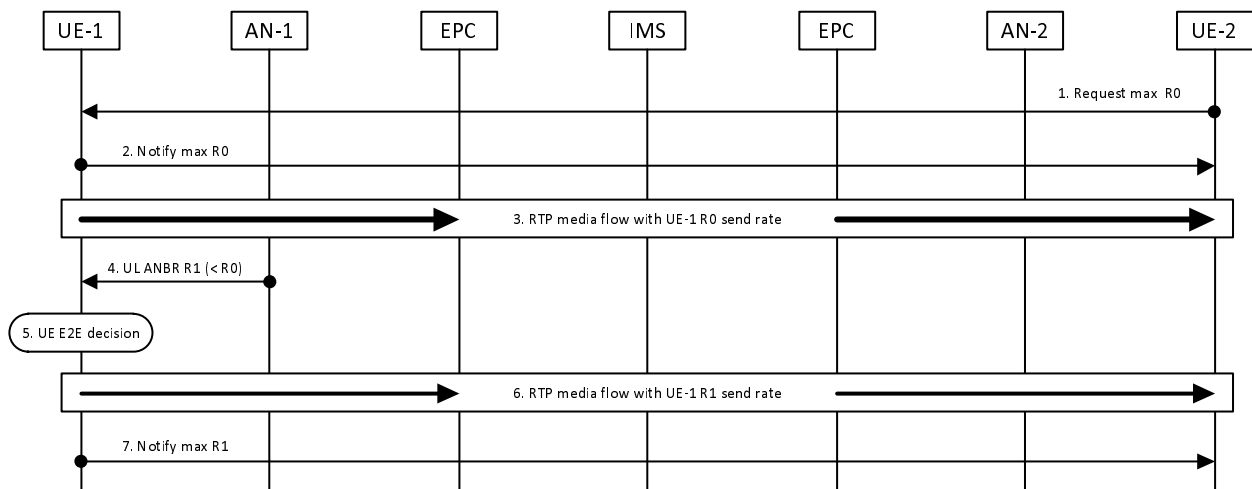 UE-1
AN-1
EPC
IMS
EPC
AN-2
UE-2
1. Request max R0
2. Notify max R0
3. RTP media flow with UE-1 R0 send rate
4. UL ANBR R1 (< R0)
5. UE E2E decision
6. RTP media flow with UE-1 R1 send rate
7. Notify max R1